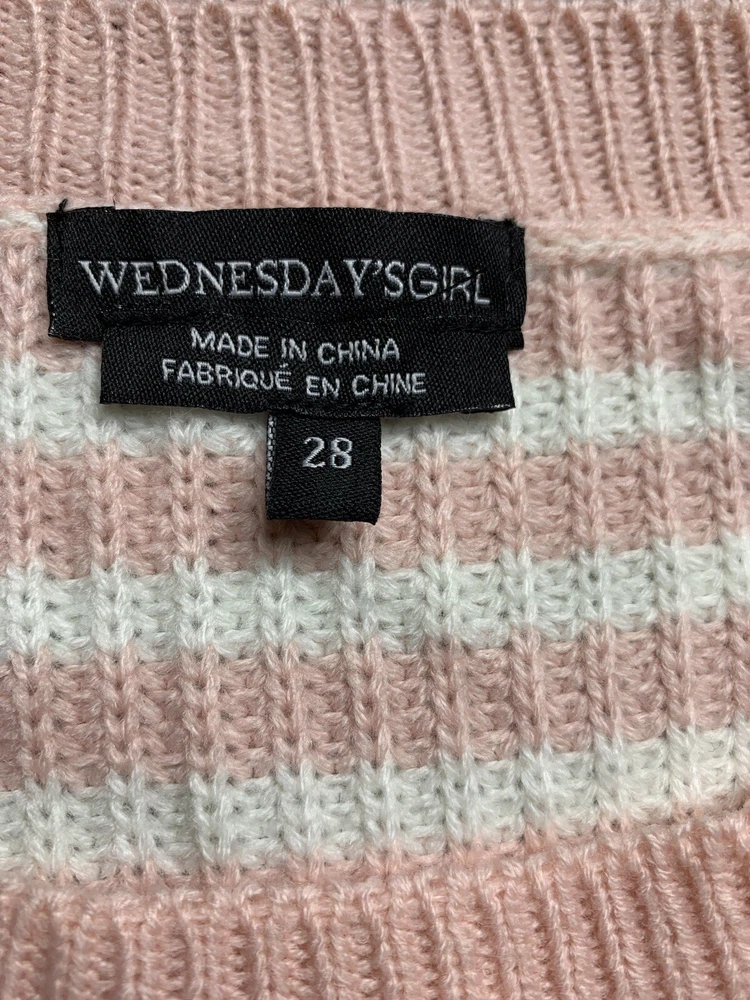 WEDNESDAY'SGIRL
MADE IN CHINA
FABRIQUÉ EN CHINE
28